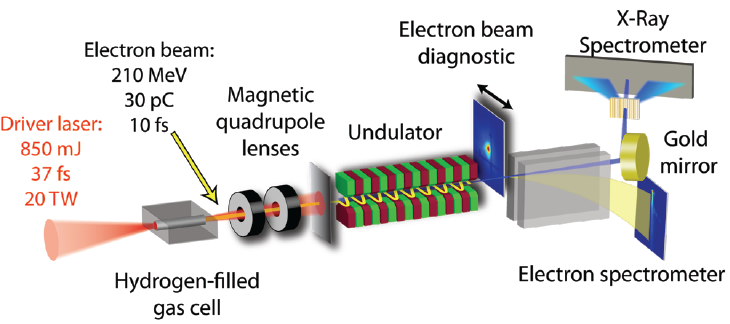 Driver laser:
850 mJ
37 fs
20 TW
Electron beam:
210 MeV
30 pC
10 fs
Hydrogen-filled
gas cell
Magnetic
quadrupole
lenses
Undulator
Electron beam
diagnostic
X-Ray
Spectrometer
Gold
mirror
Electron spectrometer